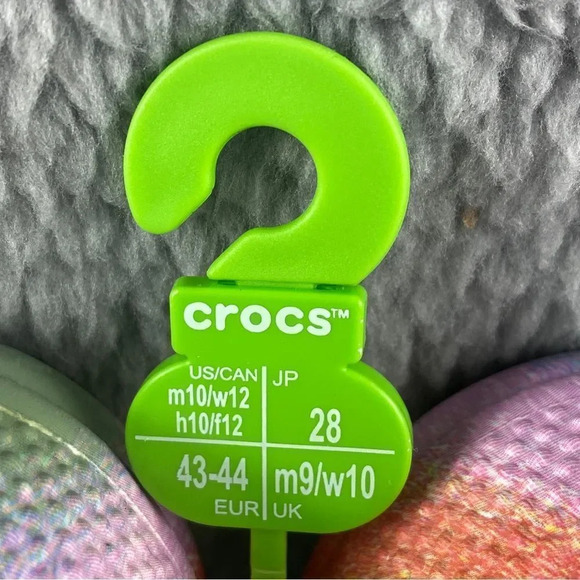 crocs™
US/CAN JP
m10/w12
h10/f12 28
43-44 m9/w10
EUR UK